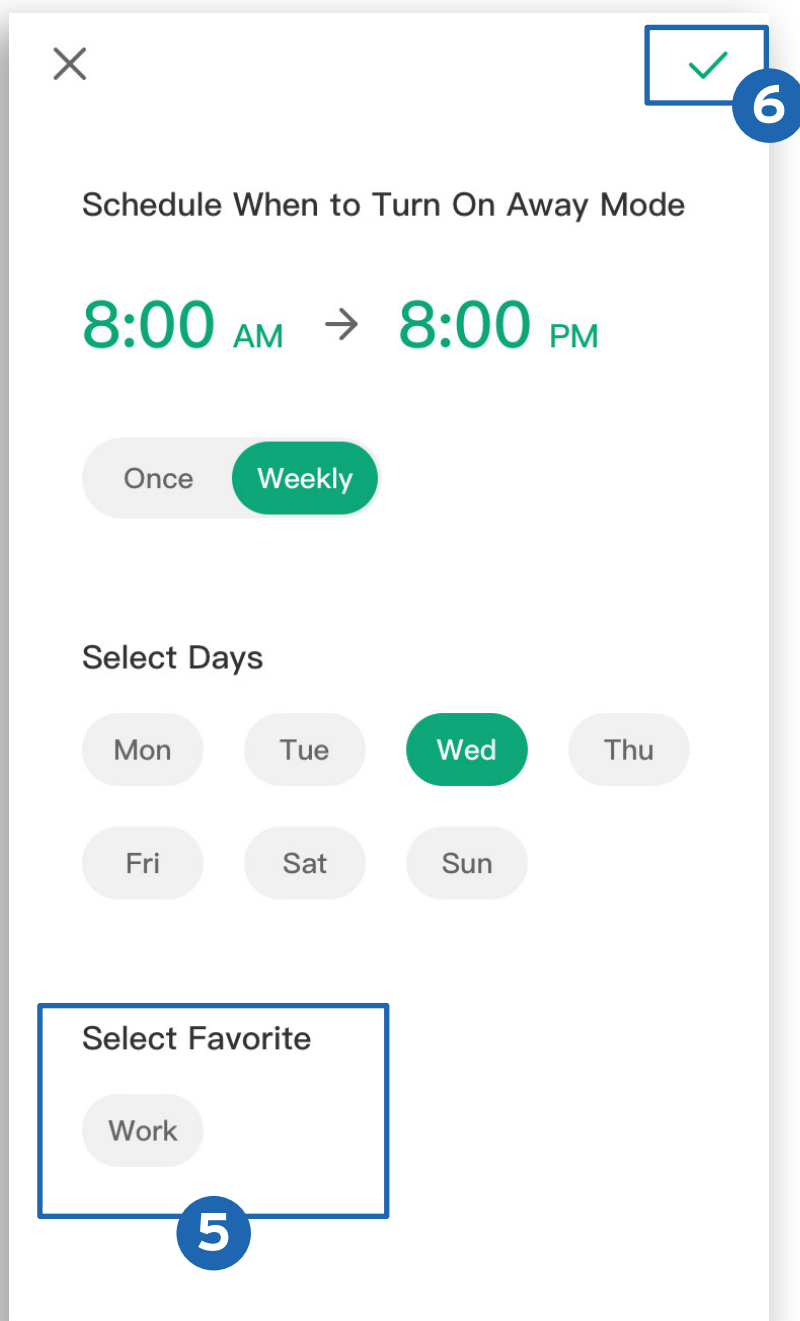 6
Schedule When to Turn On Away Mode
8:00 AM → 8:00 PM
Once Weekly
Select Days
Mon Tue Wed Thu
Fri Sat Sun
Select Favorite
Work
5